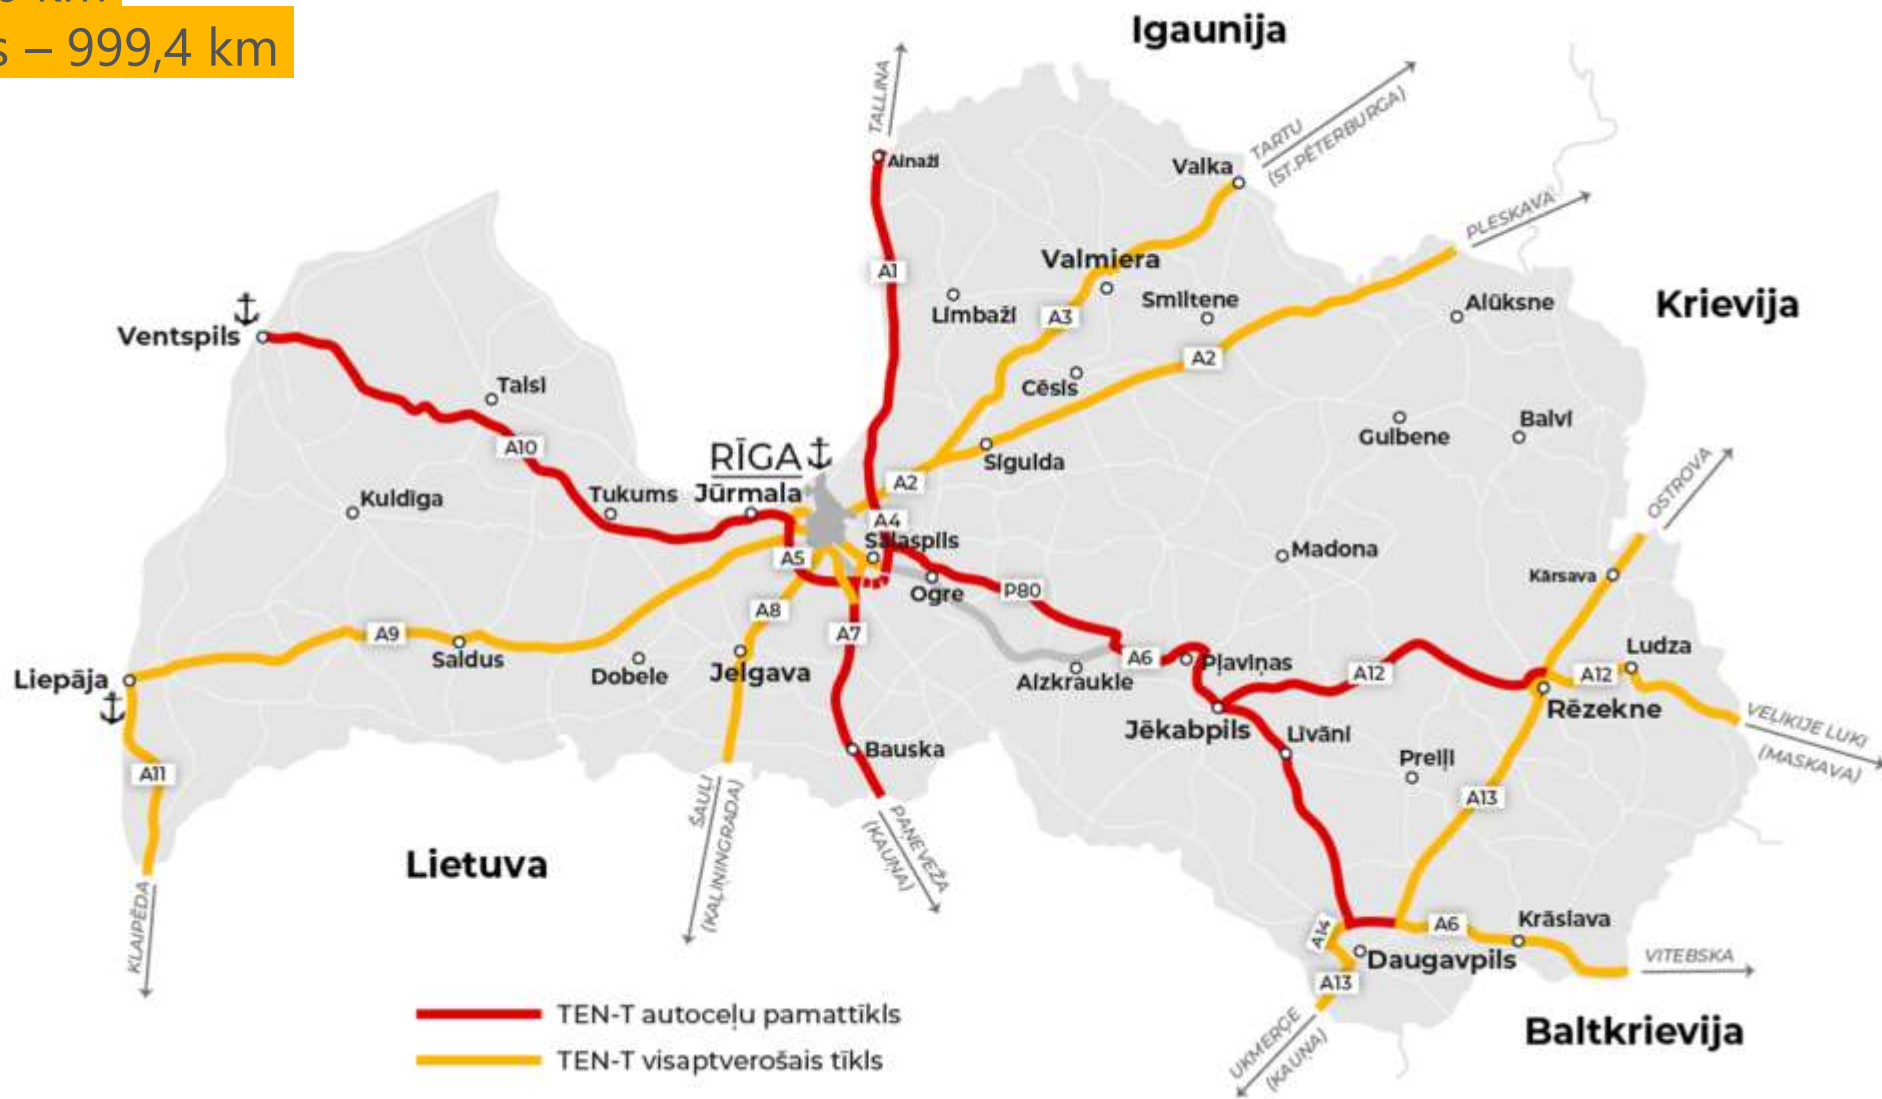 km
– 999,4 km
Igaunija
TALLINA
Ainaži
TARTU
(ST.PĒTERBURGA)
Valka
PLESKAVA
A1
Valmiera
Limbaži
A3
Smiltene
Alūksne
Krievija
Ventspils
A2
Talsi
Cēsis
A10
Gulbene
Balvi
RĪGA
Sigulda
Jūrmala
A2
OSTROVA
Kuldīga
Tukums
A4
Salaspils
A5
Madona
Kārsava
Ogre
P80
A8
A9
Saldus
A7
Liepāja
Dobele
Jelgava
Aizkraukle
A6
Pļaviņas
A12
A12
Ludza
Rēzekne
Jēkabpils
Līvāni
VEĻIKIJE LUKI
(MASKAVA)
Bauska
Preiļi
A11
A13
ŠAUĻI
(KAĻIŅINGRADA)
PAŅEVEŽA
(KAUŅA)
Lietuva
KLAIPĒDA
A14
A6
Krāslava
Daugavpils
VITEBSKA
A13
UKMERĢE
(KAUŅA)
Baltkrievija
TEN-T autoceļu pamattīkls
TEN-T visaptverošais tīkls